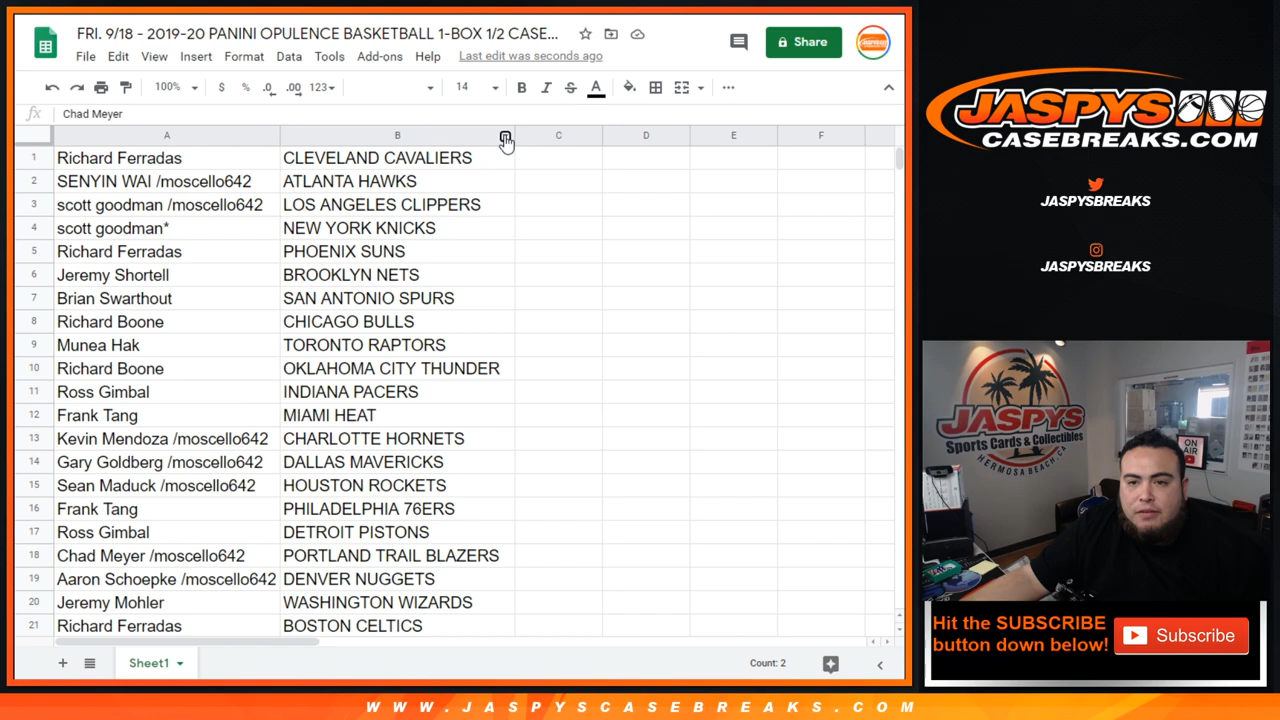 FRI. 9/18 - 2019-20 PANINI OPULENCE BASKETBALL 1-BOX 1/2 CASE...
Share
File Edit View Insert Format Data Tools Add-ons Help Last edit was seconds ago
100% $ % .0 .00 123 14 B I S A
fx Chad Meyer
A B C D E F
1 Richard Ferradas CLEVELAND CAVALIERS
2 SENYIN WAI /moscello642 ATLANTA HAWKS
3 scott goodman /moscello642 LOS ANGELES CLIPPERS
4 scott goodman* NEW YORK KNICKS
5 Richard Ferradas PHOENIX SUNS
6 Jeremy Shortell BROOKLYN NETS
7 Brian Swarthout SAN ANTONIO SPURS
8 Richard Boone CHICAGO BULLS
9 Munea Hak TORONTO RAPTORS
10 Richard Boone OKLAHOMA CITY THUNDER
11 Ross Gimbal INDIANA PACERS
12 Frank Tang MIAMI HEAT
13 Kevin Mendoza /moscello642 CHARLOTTE HORNETS
14 Gary Goldberg /moscello642 DALLAS MAVERICKS
15 Sean Maduck /moscello642 HOUSTON ROCKETS
16 Frank Tang PHILADELPHIA 76ERS
17 Ross Gimbal DETROIT PISTONS
18 Chad Meyer /moscello642 PORTLAND TRAIL BLAZERS
19 Aaron Schoepke /moscello642 DENVER NUGGETS
20 Jeremy Mohler WASHINGTON WIZARDS
21 Richard Ferradas BOSTON CELTICS
Sheet1
Count: 2
JASPYS
CASEBREAKS.COM
JASPYSBREAKS
JASPYSBREAKS
JASPYS
Sports Cards & Collectibles
HERMOSA BEACH, CA
ON
AIR
Hit the SUBSCRIBE
button down below!
Subscribe
WWW.JASPYSCASEBREAKS.COM